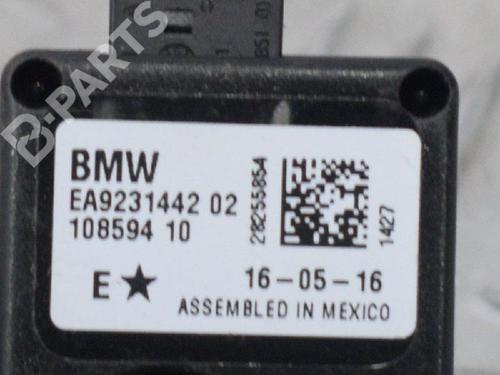 B-PARTS
BMW
EA9231442 02
108594 10
28255854
1427
E★
16-05-16
ASSEMBLED IN MEXICO